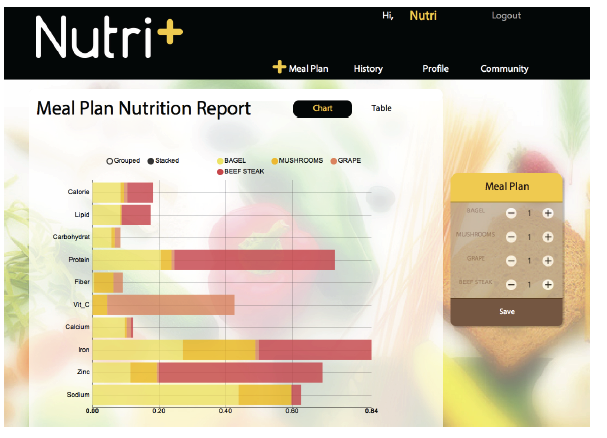 Nutri+
Hi, Nutri Logout
+ Meal Plan History Profile Community
Meal Plan Nutrition Report Chart Table
Grouped Stacked BAGEL MUSHROOMS GRAPE
BEEF STEAK
Calorie
Lipid
Carbohydrat
Protein
Fiber
Vit_C
Calcium
Iron
Zinc
Sodium
0.00 0.20 0.40 0.60 0.84
Meal Plan
BAGEL 1
MUSHROOMS 1
GRAPE 1
BEEF STEAK 1
Save